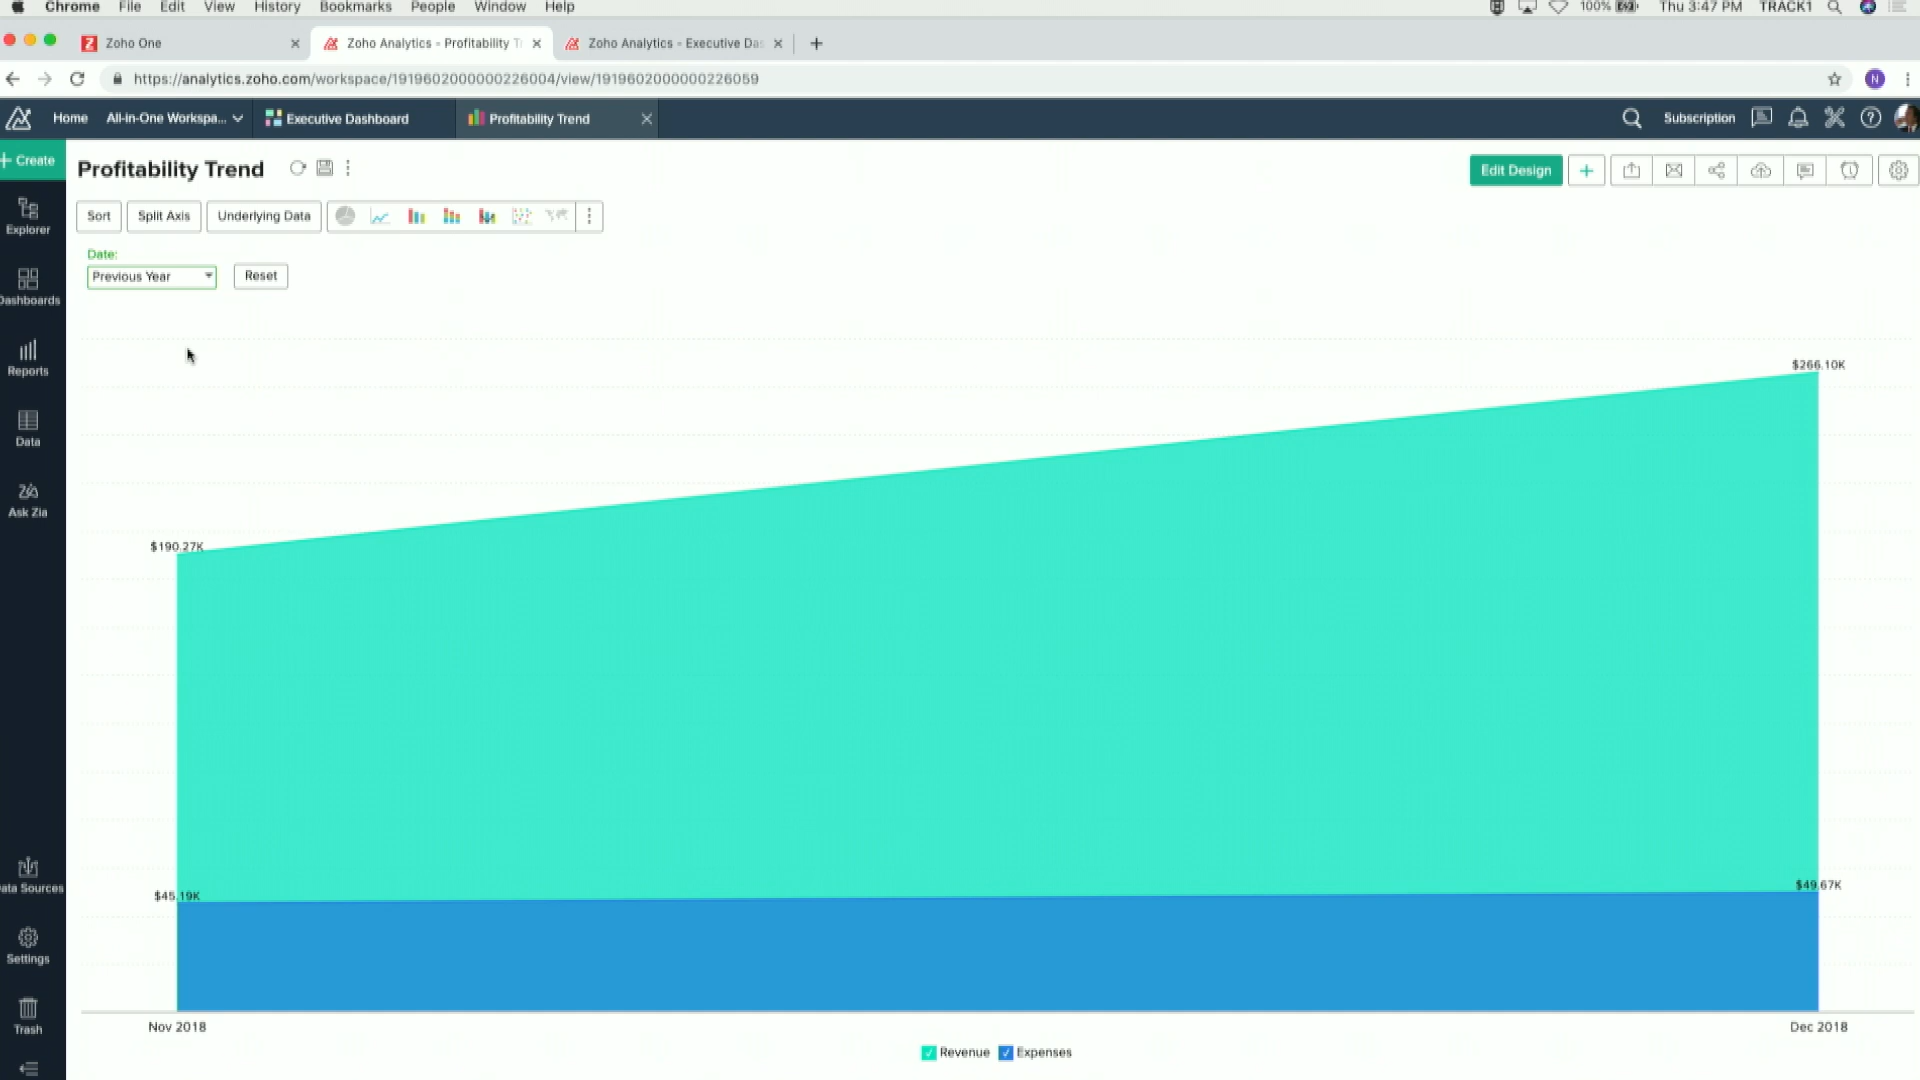 Chrome File Edit View History Bookmarks People Window Help 100% Thu 3:47 PM TRACK1
Zoho One Zoho Analytics - Profitability Tr Zoho Analytics - Executive Das
https://analytics.zoho.com/workspace/1919602000000226004/view/1919602000000226059 N
Home All-in-One Workspa... Executive Dashboard Profitability Trend Subscription
+ Create
Profitability Trend
Edit Design
Sort Split Axis Underlying Data
Explorer
Date:
Previous Year Reset
Dashboards
Reports
$266.10K
Data
Ask Zia
$190.27K
$49.67K
ata Sources
$45.19K
Settings
Trash
Nov 2018 Dec 2018
Revenue Expenses